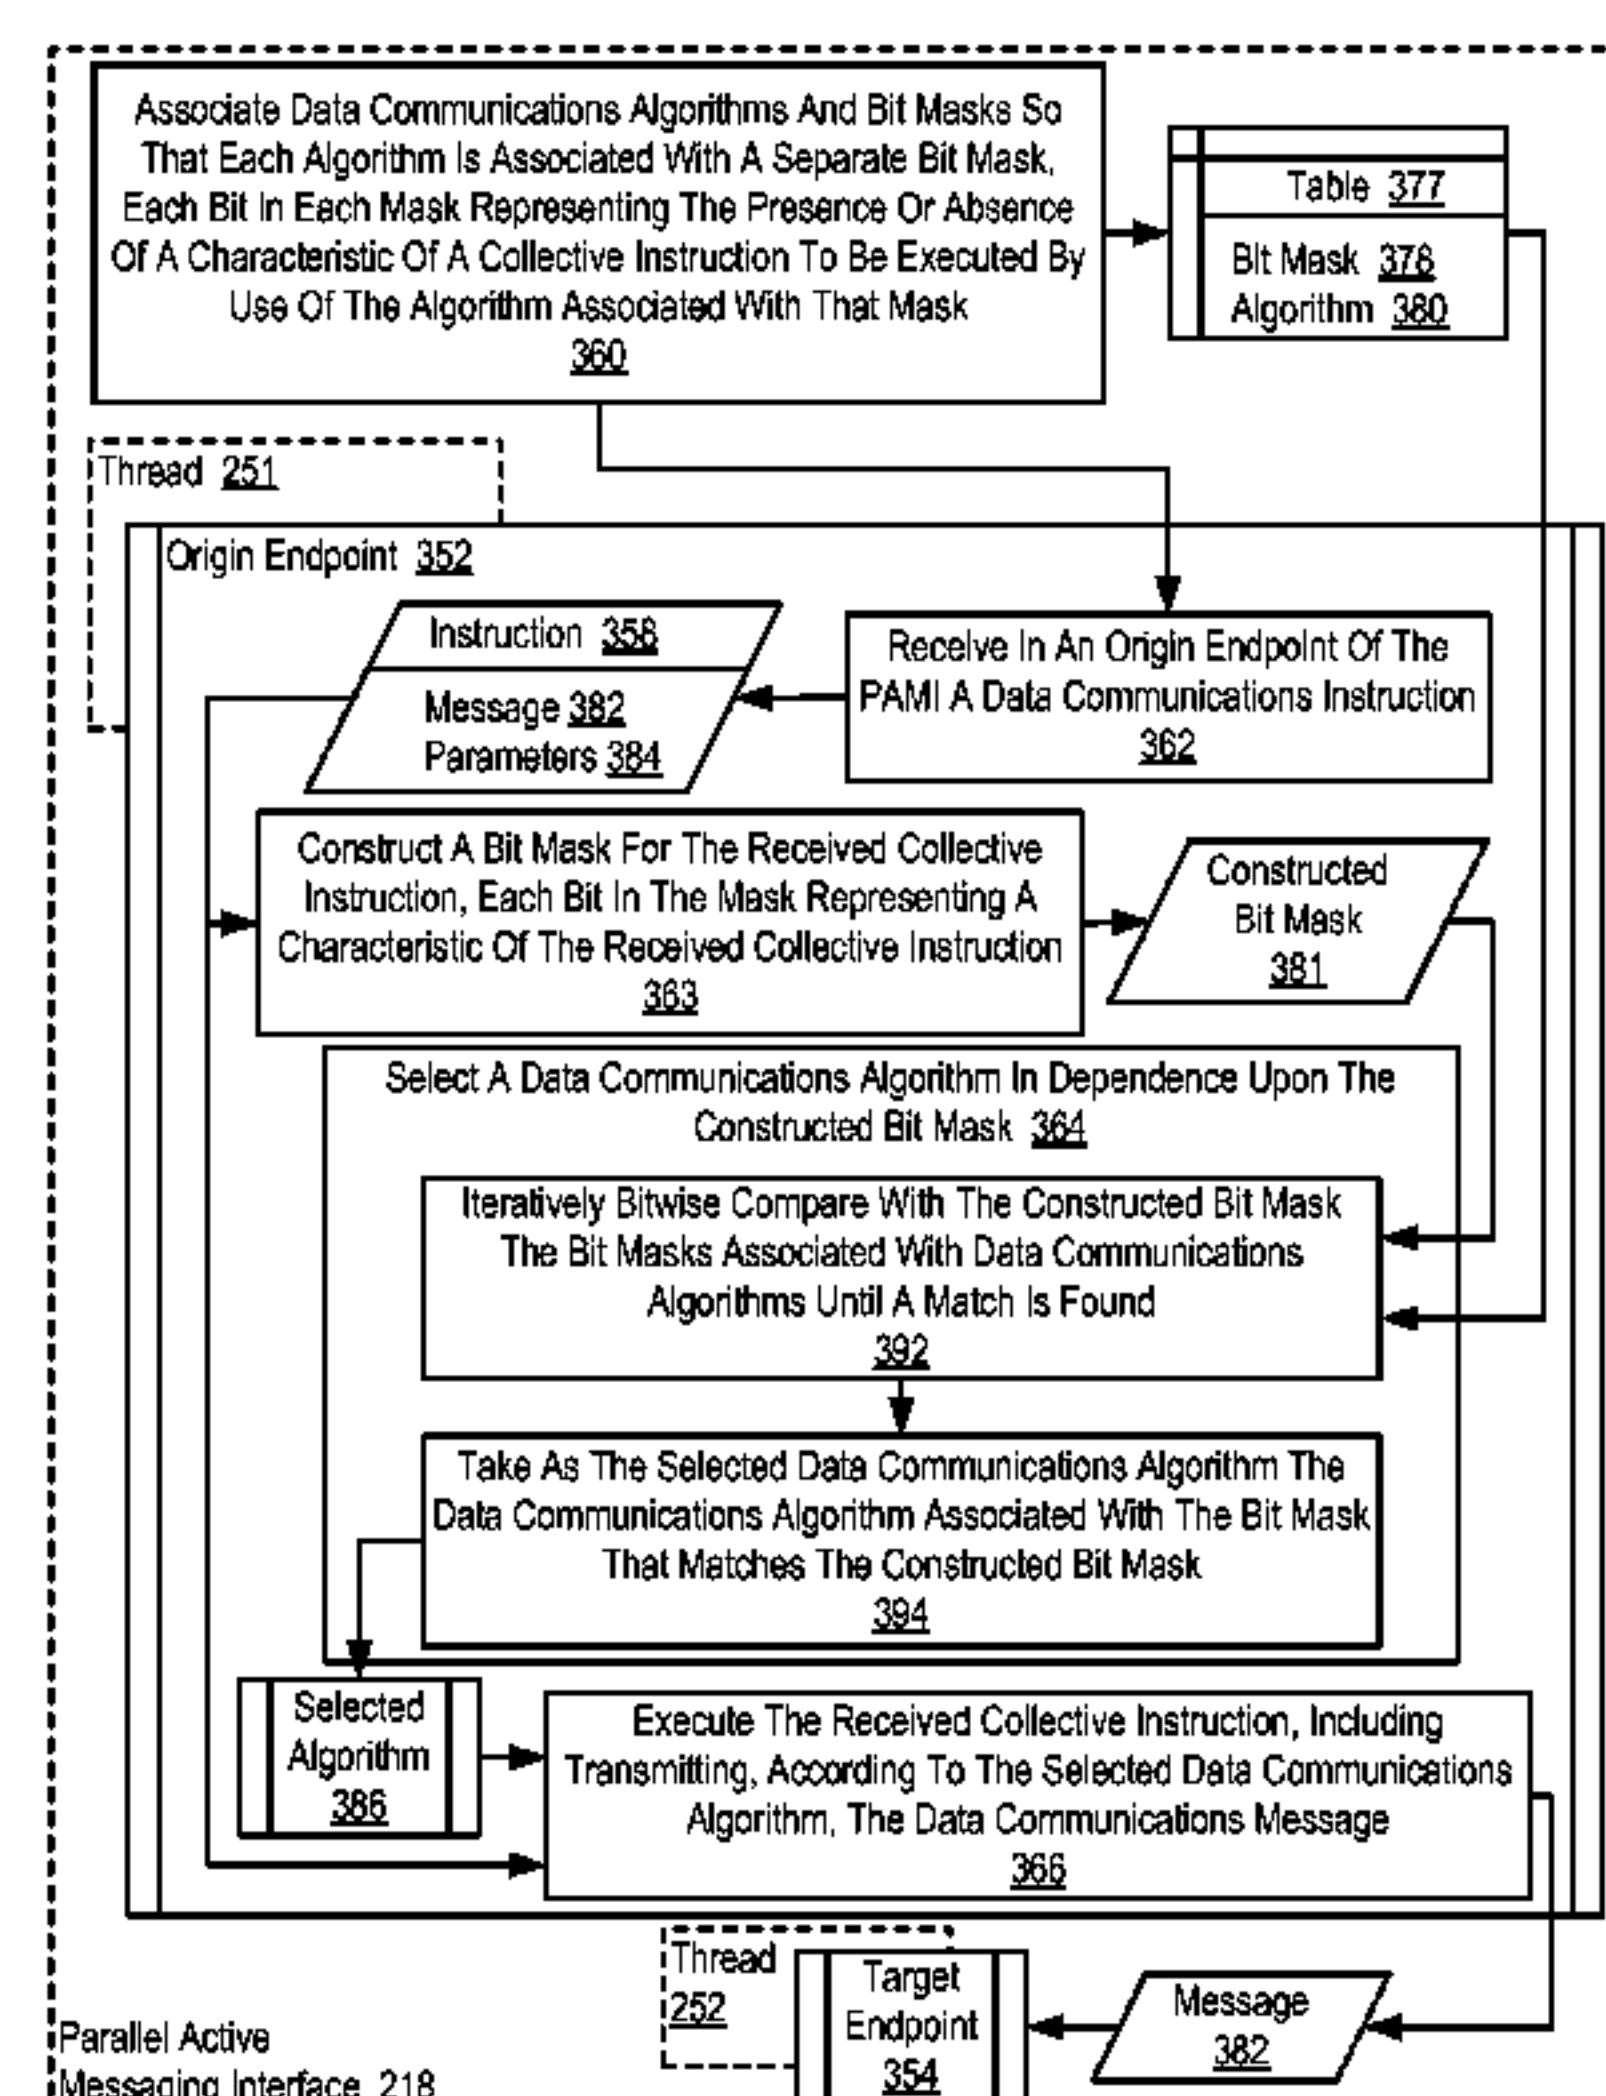 Associate Data Communications Algorithms And Bit Masks So
That Each Algorithm Is Associated With A Separate Bit Mask,
Each Bit In Each Mask Representing The Presence Or Absence
Of A Characteristic Of A Collective Instruction To Be Executed By
Use Of The Algorithm Associated With That Mask
360
Table 377
Bit Mask 378
Algorithm 380
Thread 251
Origin Endpoint 352
Instruction 358
Message 382
Parameters 384
Receive In An Origin Endpoint Of The
PAMI A Data Communications Instruction
362
Construct A Bit Mask For The Received Collective
Instruction, Each Bit In The Mask Representing A
Characteristic Of The Received Collective Instruction
363
Constructed
Bit Mask
381
Select A Data Communications Algorithm In Dependence Upon The
Constructed Bit Mask 364
Iteratively Bitwise Compare With The Constructed Bit Mask
The Bit Masks Associated With Data Communications
Algorithms Until A Match Is Found
392
Take As The Selected Data Communications Algorithm The
Data Communications Algorithm Associated With The Bit Mask
That Matches The Constructed Bit Mask
394
Selected
Algorithm
386
Execute The Received Collective Instruction, Including
Transmitting, According To The Selected Data Communications
Algorithm, The Data Communications Message
366
Thread
252
Target
Endpoint
354
Message
382
Parallel Active
Messaging Interface 218